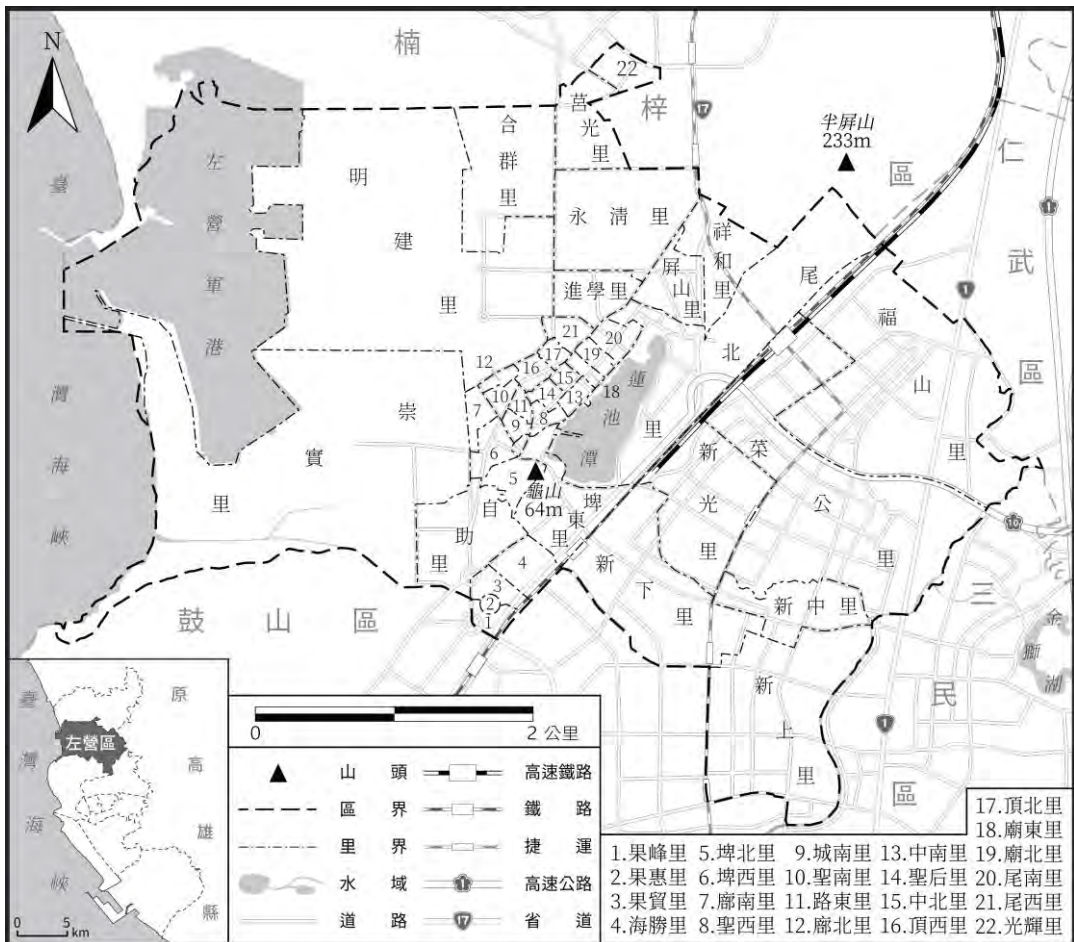 N
楠梓區
仁武區
三民區
鼓山區
臺灣海峽
左營軍港
半屏山
233m
龜山
64m
蓮池潭
金獅湖
明建里
合群里
莒光里
永清里
祥和里
屏山里
進學里
尾北里
福山里
菜公里
新光里
新中里
新下里
新上里
埤東里
自助里
崇實里
22
21
20
19
18
17
16
15
14
13
12
11
10
9
8
7
6
5
4
3
2
1
17
1
1
10
1
原高雄縣
左營區
臺灣海峽
0 5 km
0 2 公里
山頭
高速鐵路
區界
鐵路
里界
捷運
水域
1 高速公路
道路
17 省道
1.果峰里 5.埤北里 9.城南里 13.中南里 17.頂北里
2.果惠里 6.埤西里 10.聖南里 14.聖后里 18.廟東里
3.果貿里 7.廍南里 11.路東里 15.中北里 19.廟北里
4.海勝里 8.聖西里 12.廍北里 16.頂西里 20.尾南里
21.尾西里
22.光輝里